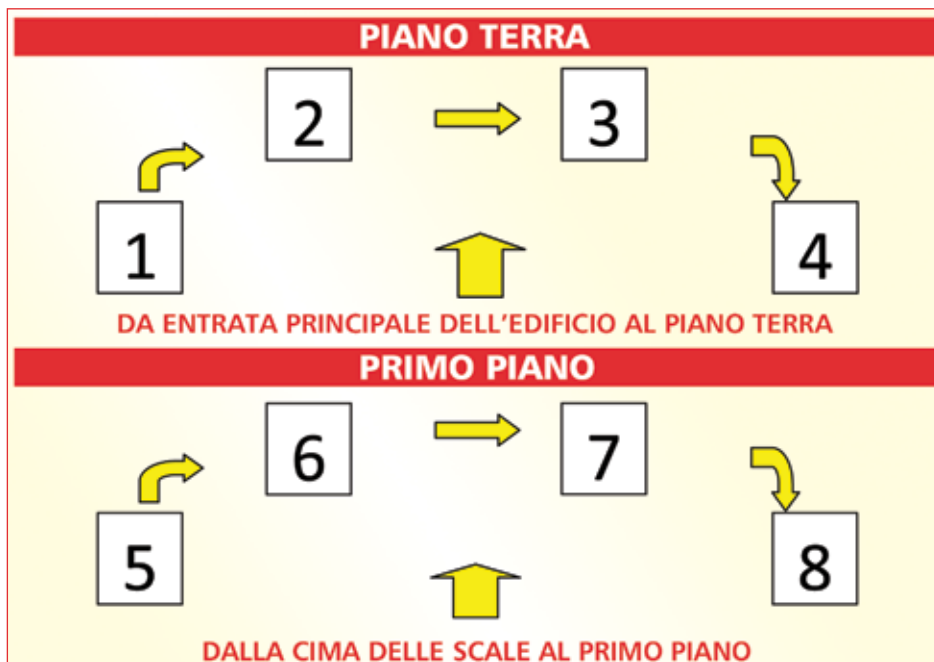 PIANO TERRA
2 3
1 4
DA ENTRATA PRINCIPALE DELL'EDIFICIO AL PIANO TERRA
PRIMO PIANO
6 7
5 8
DALLA CIMA DELLE SCALE AL PRIMO PIANO